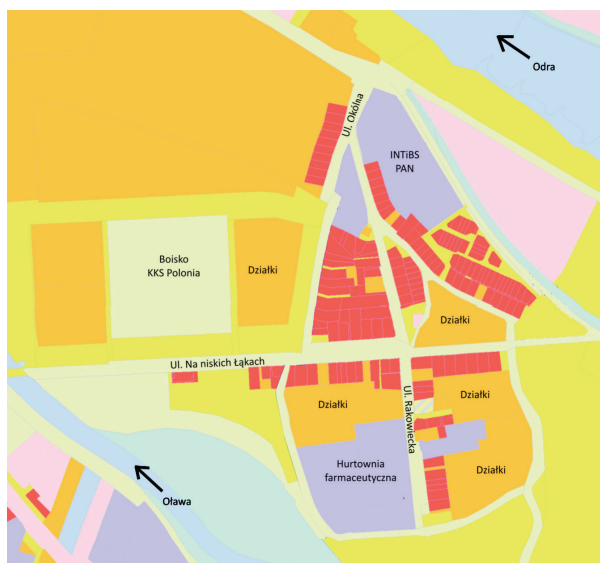 Odra
Ul. Okólna
INTiBS
PAN
Boisko
KKS Polonia
Działki
Działki
Ul. Na niskich Łąkach
Działki
Ul. Rakowiecka
Działki
Hurtownia
farmaceutyczna
Działki
Oława